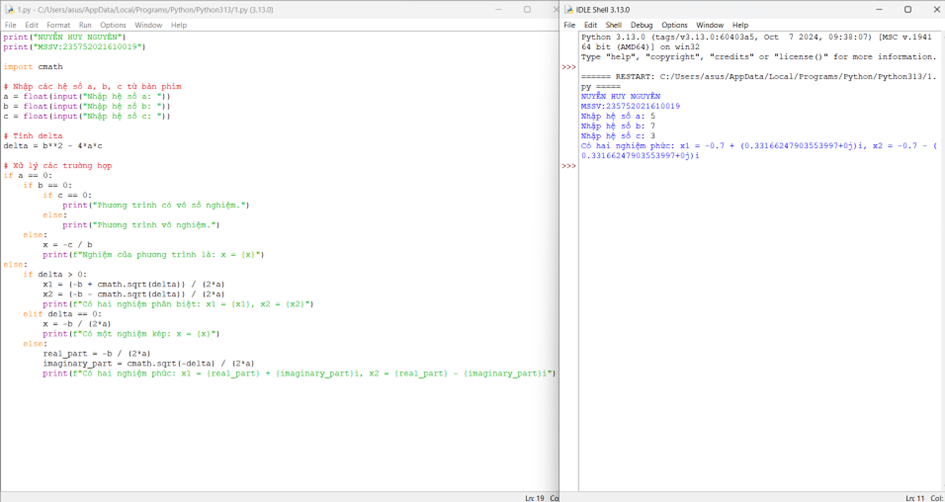 1.py - C:/Users/asus/AppData/Local/Programs/Python/Python313/1.py (3.13.0)
File Edit Format Run Options Window Help
print("NUYỄN HUY NGUYÊN")
print("MSSV:235752021610019")
import cmath
# Nhập các hệ số a, b, c từ bàn phím
a = float(input("Nhập hệ số a: "))
b = float(input("Nhập hệ số b: "))
c = float(input("Nhập hệ số c: "))
# Tính delta
delta = b**2 - 4*a*c
# Xử lý các trường hợp
if a == 0:
    if b == 0:
        if c == 0:
            print("Phương trình có vô số nghiệm.")
        else:
            print("Phương trình vô nghiệm.")
    else:
        x = -c / b
        print(f"Nghiệm của phương trình là: x = {x}")
else:
    if delta > 0:
        x1 = (-b + cmath.sqrt(delta)) / (2*a)
        x2 = (-b - cmath.sqrt(delta)) / (2*a)
        print(f"Có hai nghiệm phân biệt: x1 = {x1}, x2 = {x2}")
    elif delta == 0:
        x = -b / (2*a)
        print(f"Có một nghiệm kép: x = {x}")
    else:
        real_part = -b / (2*a)
        imaginary_part = cmath.sqrt(-delta) / (2*a)
        print(f"Có hai nghiệm phức: x1 = {real_part} + {imaginary_part}i, x2 = {real_part} - {imaginary_part}i")
Ln: 19 Co
IDLE Shell 3.13.0
File Edit Shell Debug Options Window Help
Python 3.13.0 (tags/v3.13.0:60403a5, Oct  7 2024, 09:38:07) [MSC v.1941
64 bit (AMD64)] on win32
Type "help", "copyright", "credits" or "license()" for more information.
>>>
====== RESTART: C:/Users/asus/AppData/Local/Programs/Python/Python313/1.
py =====
NUYỄN HUY NGUYÊN
MSSV:235752021610019
Nhập hệ số a: 5
Nhập hệ số b: 7
Nhập hệ số c: 3
Có hai nghiệm phức: x1 = -0.7 + (0.33166247903553997+0j)i, x2 = -0.7 - (
0.33166247903553997+0j)i
>>>
Ln: 11 Col: